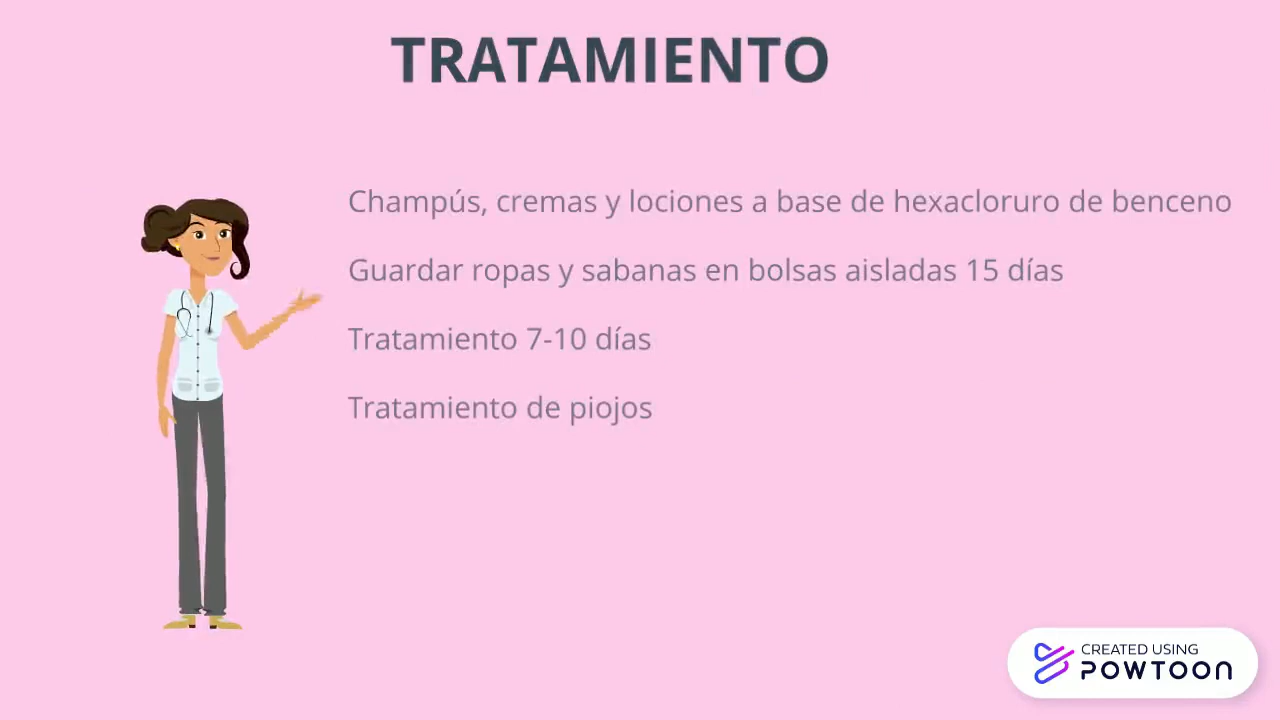 TRATAMIENTO
Champús, cremas y lociones a base de hexacloruro de benceno
Guardar ropas y sabanas en bolsas aisladas 15 días
Tratamiento 7-10 días
Tratamiento de piojos
CREATED USING
POWTOON